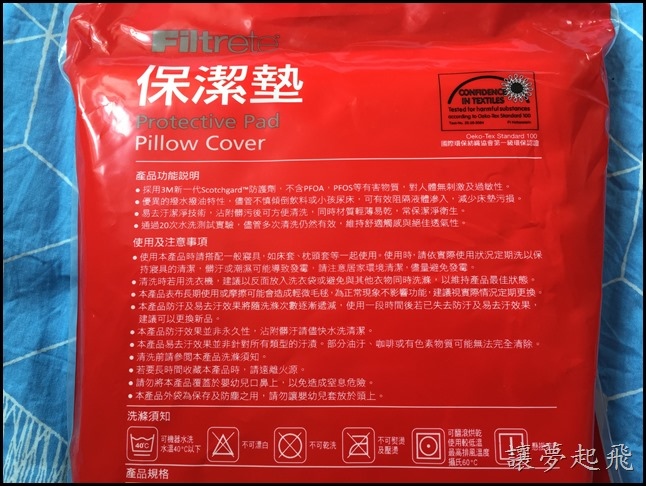 Filtrete
保潔墊
Protective Pad
Pillow Cover
CONFIDENCE
IN TEXTILES
Tested for harmful substances
according to Oeko-Tex Standard 100
Oeko-Tex Standard 100
國際環保紡織協會第一級環保認證
產品功能說明
● 採用3M新一代Scotchgard™防護劑，不含PFOA，PFOS等有害物質，對人體無刺激及過敏性。
● 優異的撥水撥油特性，儘管不慎傾倒飲料或小孩尿床，可有效阻隔液體滲入，減少床墊污損。
● 易去汙潔淨技術，沾附髒污後可方便清洗，同時材質輕薄易乾，常保潔淨衛生。
● 通過20次水洗測試實驗，儘管多次清洗仍然有效，維持舒適觸感與絕佳透氣性。
使用及注意事項
● 使用本產品時請搭配一般寢具，如床套、枕頭套等一起使用。使用時，請依實際使用狀況定期洗以保
持寢具的清潔，髒汙或潮濕可能導致發霉，請注意居家環境清潔，儘量避免發霉。
● 清洗時若用洗衣機，建議以反面放入洗衣袋或避免與其他衣物同時洗滌，以維持產品最佳狀態。
● 本產品表布長期使用或摩擦可能會造成輕微毛毬，為正常現象不影響功能，建議視實際情況定期更換。
● 本產品防汙及易去汙效果將隨洗滌次數逐漸遞減，使用一段時間後若已失去防汙及易去汙效果，
建議可以更換新品。
● 本產品防汙效果並非永久性，沾附髒汙請儘快水洗清潔。
● 本產品易去汙效果並非針對所有類型的汙漬。部分油汙、咖啡或有色素物質可能無法完全清除。
● 清洗前請參閱本產品洗滌須知。
● 若要長時間收藏本產品時，請遠離火源。
● 請勿將本產品覆蓋於嬰幼兒口鼻上，以免造成窒息危險。
● 本產品外袋為保存及防塵之用，請勿讓嬰幼兒套放於頭上。
洗滌須知
40°C
可機器水洗
水溫40°C以下
不可漂白
不可乾洗
不可熨燙
及壓燙
可翻滾烘乾
使用較低溫
最高排風溫度
攝氏60°C
產品規格
讓夢起飛